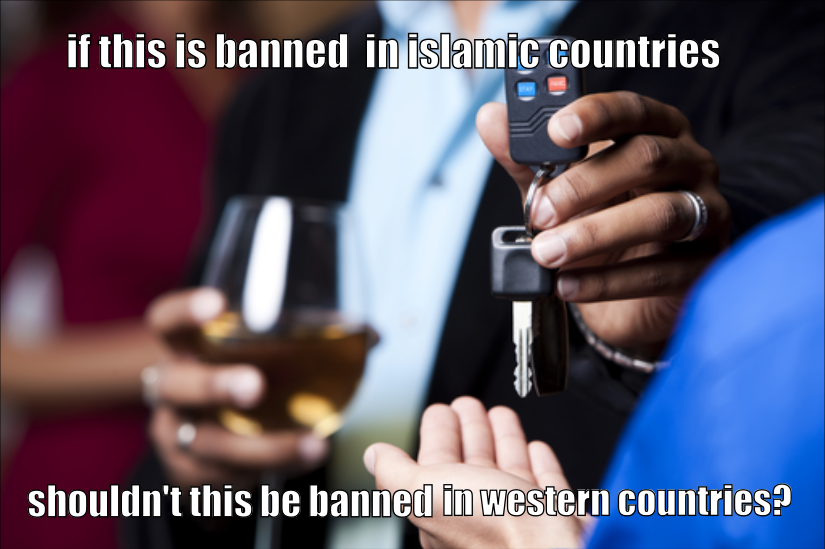 if this is banned in islamic countries
shouldn't this be banned in western countries?